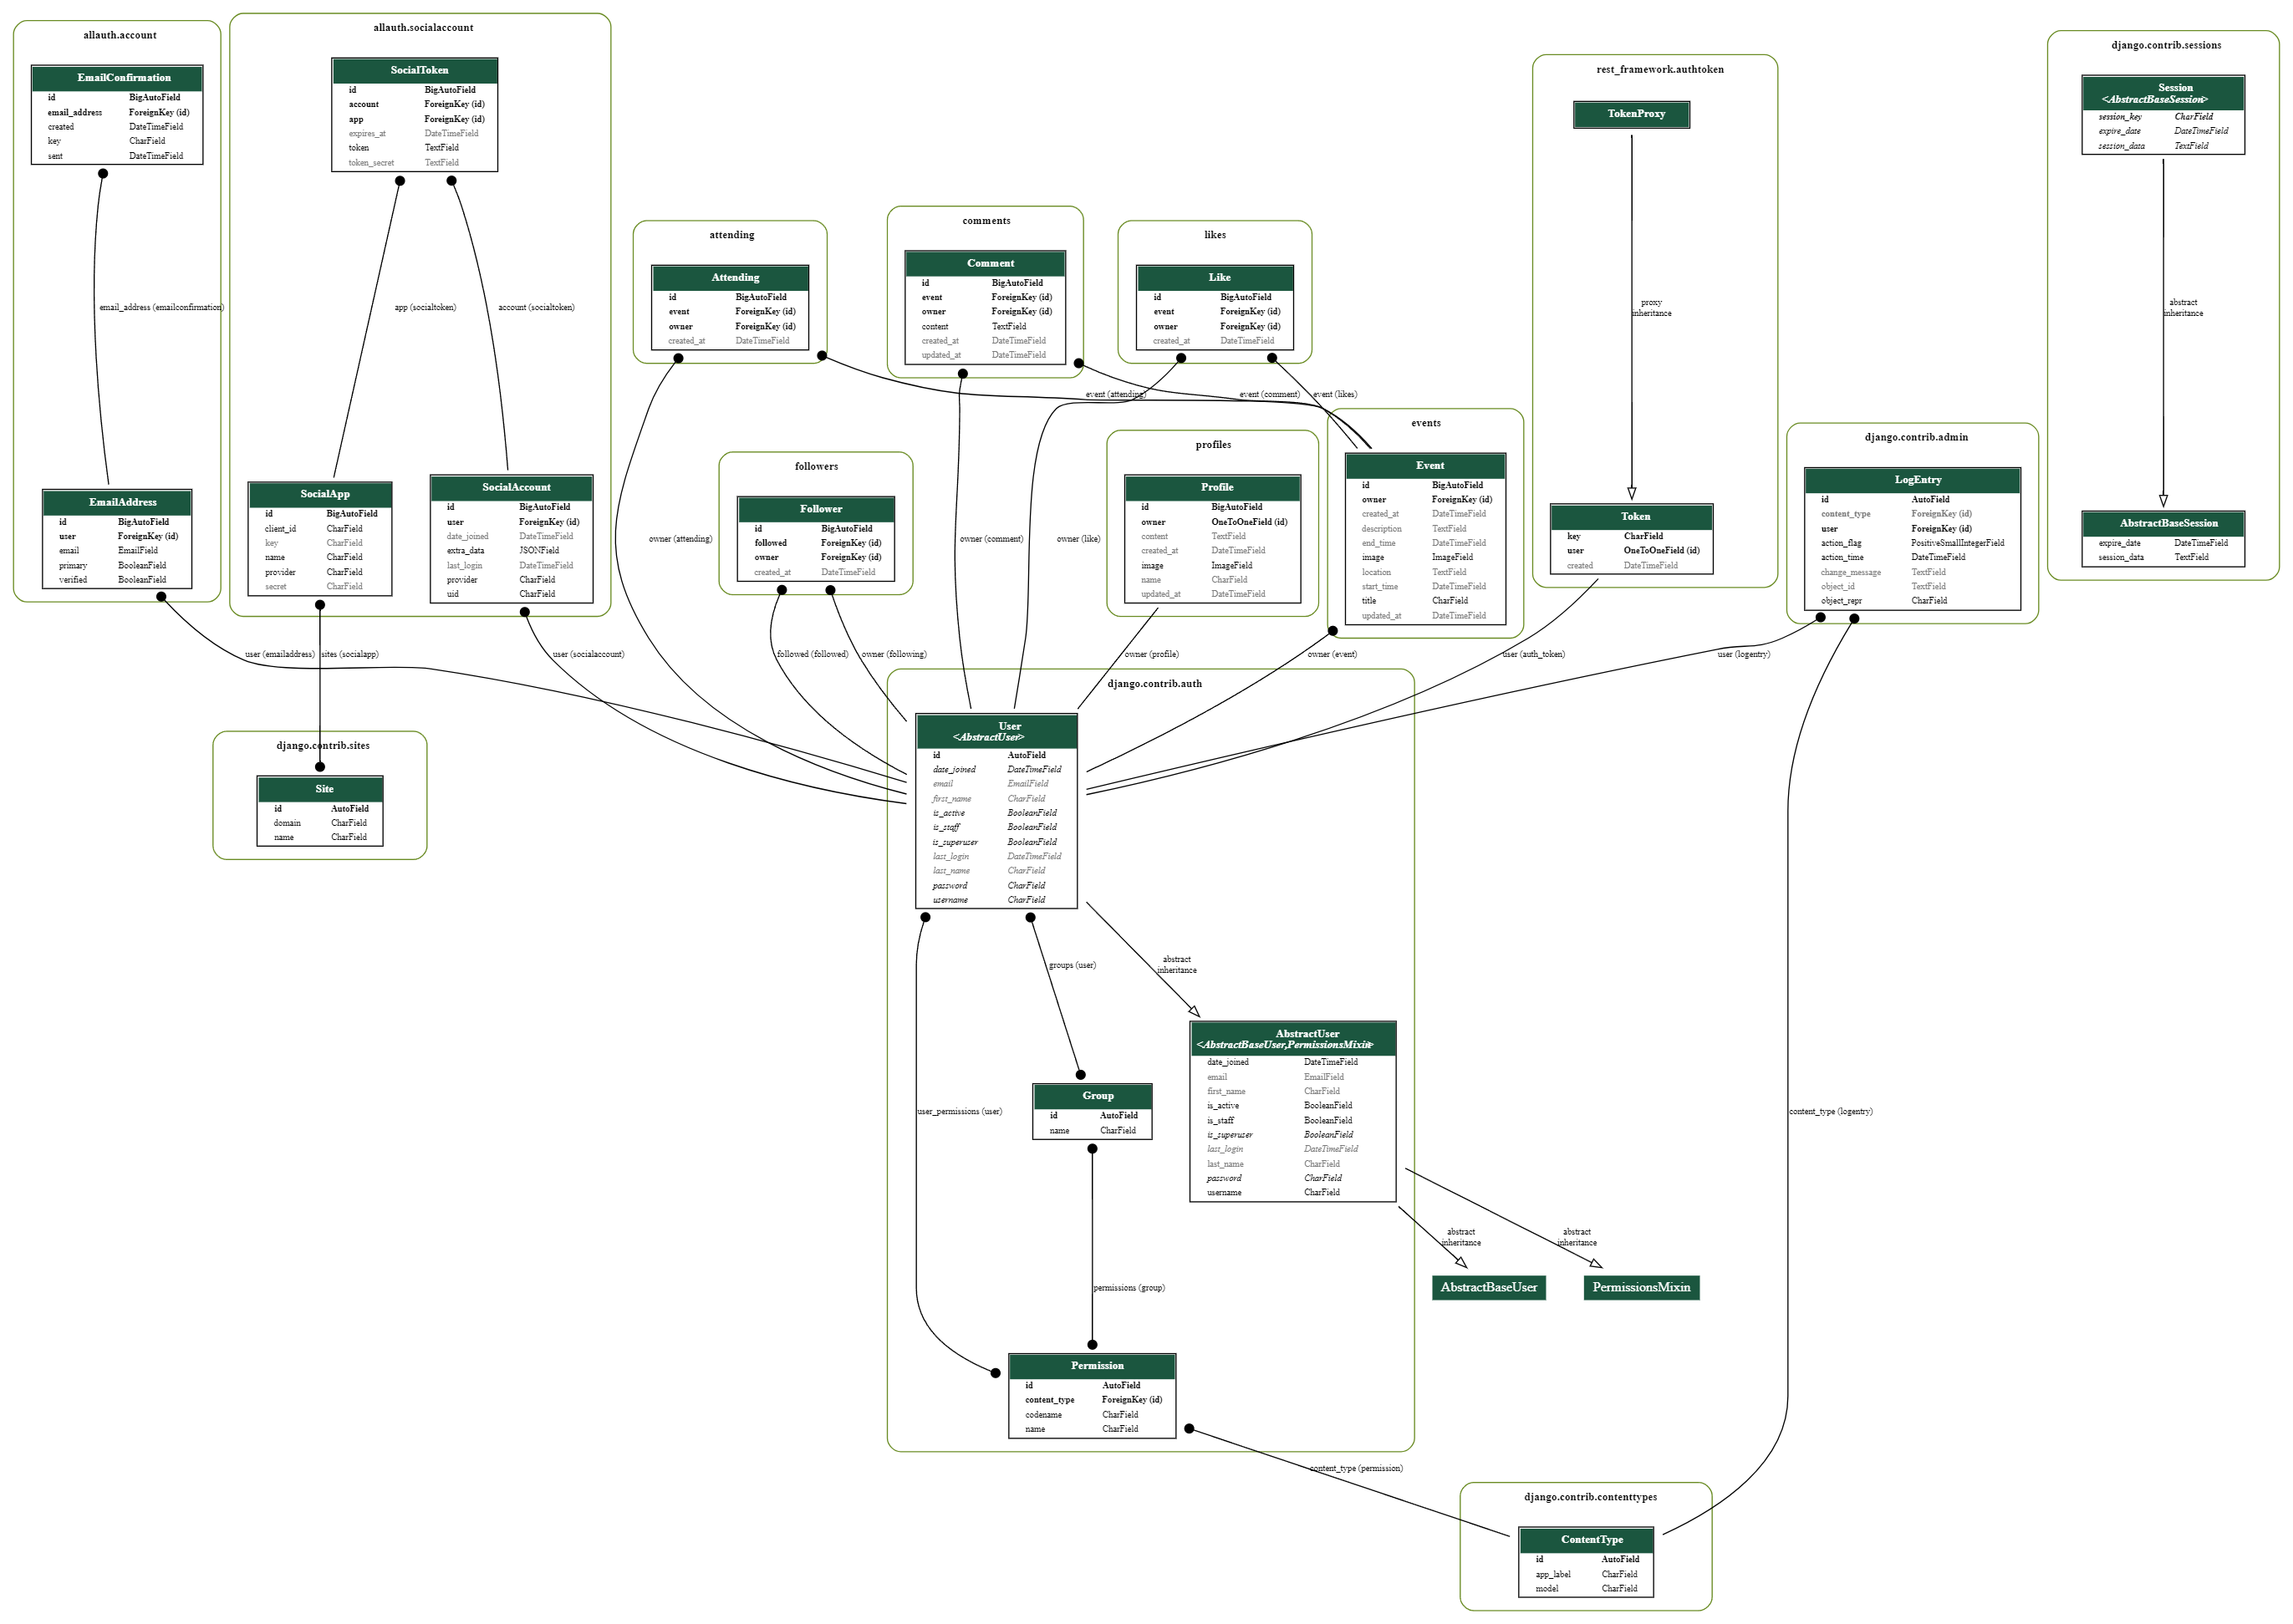 allauth.account
EmailConfirmation
id BigAutoField
email_address ForeignKey (id)
created DateTimeField
key CharField
sent DateTimeField
email_address (emailconfirmation)
EmailAddress
id BigAutoField
user ForeignKey (id)
email EmailField
primary BooleanField
verified BooleanField
user (emailaddress)
allauth.socialaccount
SocialToken
id BigAutoField
account ForeignKey (id)
app ForeignKey (id)
expires_at DateTimeField
token TextField
token_secret TextField
app (socialtoken)
account (socialtoken)
SocialApp
id BigAutoField
client_id CharField
key CharField
name CharField
provider CharField
secret CharField
sites (socialapp)
SocialAccount
id BigAutoField
user ForeignKey (id)
date_joined DateTimeField
extra_data JSONField
last_login DateTimeField
provider CharField
uid CharField
user (socialaccount)
django.contrib.sites
Site
id AutoField
domain CharField
name CharField
attending
Attending
id BigAutoField
event ForeignKey (id)
owner ForeignKey (id)
created_at DateTimeField
owner (attending)
event (attending)
comments
Comment
id BigAutoField
event ForeignKey (id)
owner ForeignKey (id)
content TextField
created_at DateTimeField
updated_at DateTimeField
owner (comment)
event (comment)
likes
Like
id BigAutoField
event ForeignKey (id)
owner ForeignKey (id)
created_at DateTimeField
owner (like)
event (likes)
followers
Follower
id BigAutoField
followed ForeignKey (id)
owner ForeignKey (id)
created_at DateTimeField
followed (followed)
owner (following)
profiles
Profile
id BigAutoField
owner OneToOneField (id)
content TextField
created_at DateTimeField
image ImageField
name CharField
updated_at DateTimeField
owner (profile)
events
Event
id BigAutoField
owner ForeignKey (id)
created_at DateTimeField
description TextField
end_time DateTimeField
image ImageField
location TextField
start_time DateTimeField
title CharField
updated_at DateTimeField
owner (event)
rest_framework.authtoken
TokenProxy
proxy
inheritance
Token
key CharField
user OneToOneField (id)
created DateTimeField
user (auth_token)
django.contrib.admin
LogEntry
id AutoField
content_type ForeignKey (id)
user ForeignKey (id)
action_flag PositiveSmallIntegerField
action_time DateTimeField
change_message TextField
object_id TextField
object_repr CharField
user (logentry)
content_type (logentry)
django.contrib.sessions
Session
<AbstractBaseSession>
session_key CharField
expire_date DateTimeField
session_data TextField
abstract
inheritance
AbstractBaseSession
expire_date DateTimeField
session_data TextField
django.contrib.auth
User
<AbstractUser>
id AutoField
date_joined DateTimeField
email EmailField
first_name CharField
is_active BooleanField
is_staff BooleanField
is_superuser BooleanField
last_login DateTimeField
last_name CharField
password CharField
username CharField
user_permissions (user)
groups (user)
abstract
inheritance
Group
id AutoField
name CharField
permissions (group)
AbstractUser
<AbstractBaseUser,PermissionsMixin>
date_joined DateTimeField
email EmailField
first_name CharField
is_active BooleanField
is_staff BooleanField
is_superuser BooleanField
last_login DateTimeField
last_name CharField
password CharField
username CharField
abstract
inheritance
abstract
inheritance
AbstractBaseUser
PermissionsMixin
Permission
id AutoField
content_type ForeignKey (id)
codename CharField
name CharField
content_type (permission)
django.contrib.contenttypes
ContentType
id AutoField
app_label CharField
model CharField